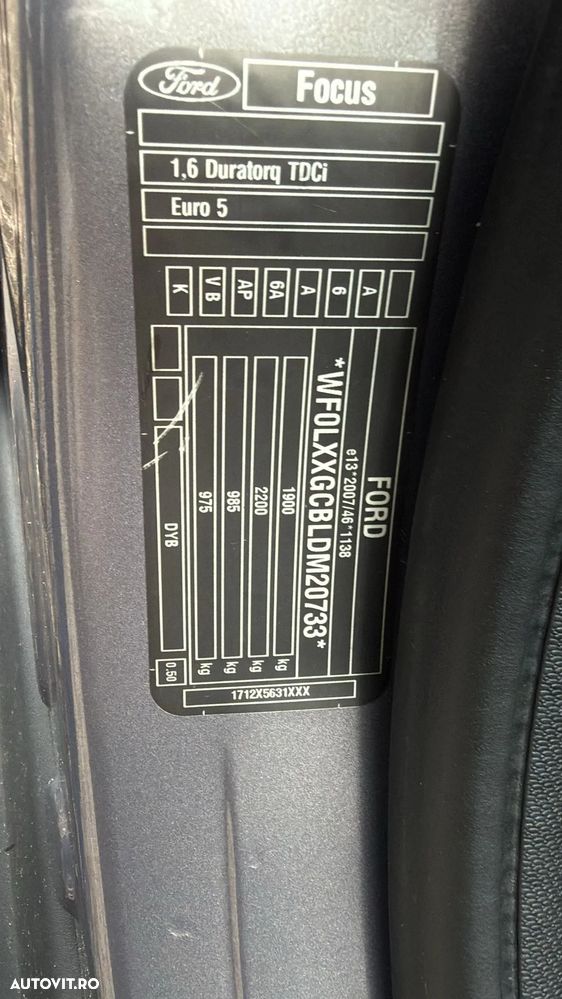 Ford
Focus
1,6 Duratorq TDCi
Euro 5
K VB AP 6A A 6 A
FORD
e13*2007/46*1138
*WF0LXXGCBLDM20733*
1900 kg
2200 kg
985 kg
975 kg
DYB 0.50
1712X5631XXX
AUTOVIT.RO